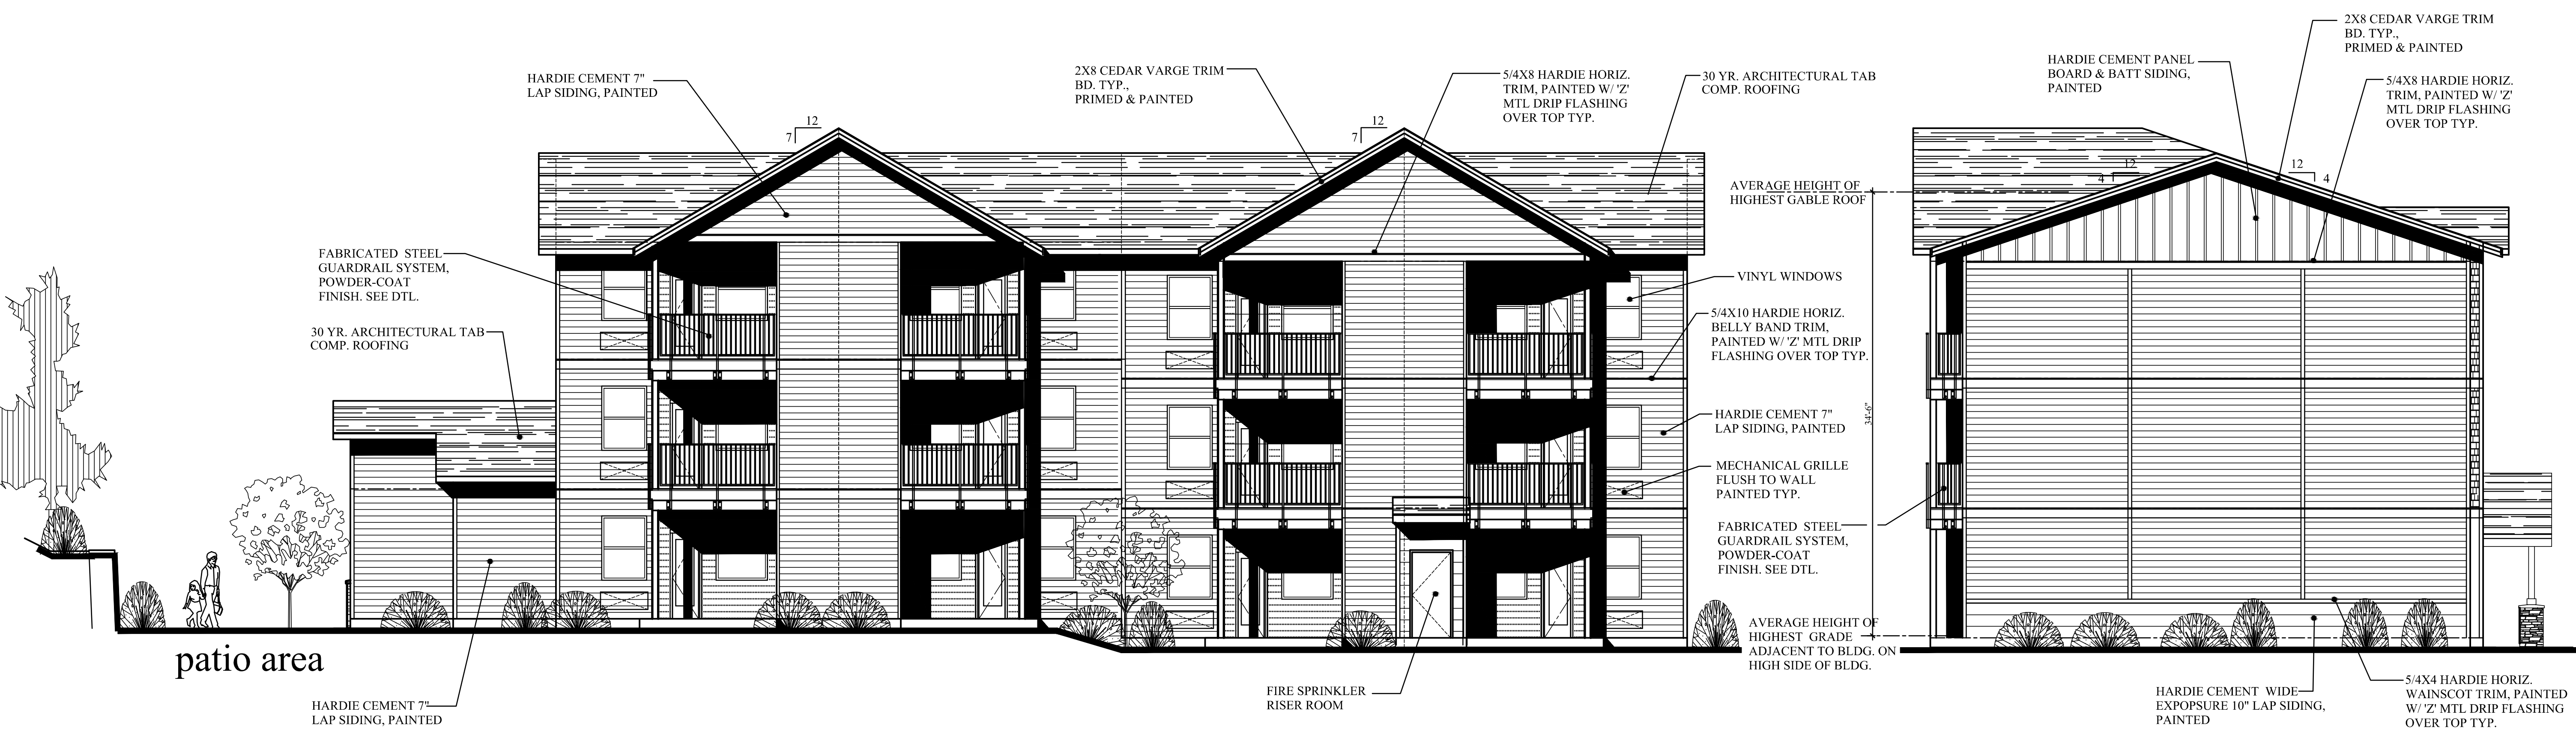 HARDIE CEMENT 7"
LAP SIDING, PAINTED
2X8 CEDAR VARGE TRIM
BD. TYP.,
PRIMED & PAINTED
5/4X8 HARDIE HORIZ.
TRIM, PAINTED W/ 'Z'
MTL DRIP FLASHING
OVER TOP TYP.
30 YR. ARCHITECTURAL TAB
COMP. ROOFING
HARDIE CEMENT PANEL
BOARD & BATT SIDING,
PAINTED
2X8 CEDAR VARGE TRIM
BD. TYP.,
PRIMED & PAINTED
5/4X8 HARDIE HORIZ.
TRIM, PAINTED W/ 'Z'
MTL DRIP FLASHING
OVER TOP TYP.
12
7
12
7
12
4
12
4
AVERAGE HEIGHT OF
HIGHEST GABLE ROOF
FABRICATED STEEL
GUARDRAIL SYSTEM,
POWDER-COAT
FINISH. SEE DTL.
30 YR. ARCHITECTURAL TAB
COMP. ROOFING
VINYL WINDOWS
5/4X10 HARDIE HORIZ.
BELLY BAND TRIM,
PAINTED W/ 'Z' MTL DRIP
FLASHING OVER TOP TYP.
34'-6"
HARDIE CEMENT 7"
LAP SIDING, PAINTED
MECHANICAL GRILLE
FLUSH TO WALL
PAINTED TYP.
FABRICATED STEEL
GUARDRAIL SYSTEM,
POWDER-COAT
FINISH. SEE DTL.
AVERAGE HEIGHT OF
HIGHEST GRADE
ADJACENT TO BLDG. ON
HIGH SIDE OF BLDG.
patio area
HARDIE CEMENT 7"
LAP SIDING, PAINTED
FIRE SPRINKLER
RISER ROOM
HARDIE CEMENT WIDE
EXPOPSURE 10" LAP SIDING,
PAINTED
5/4X4 HARDIE HORIZ.
WAINSCOT TRIM, PAINTED
W/ 'Z' MTL DRIP FLASHING
OVER TOP TYP.